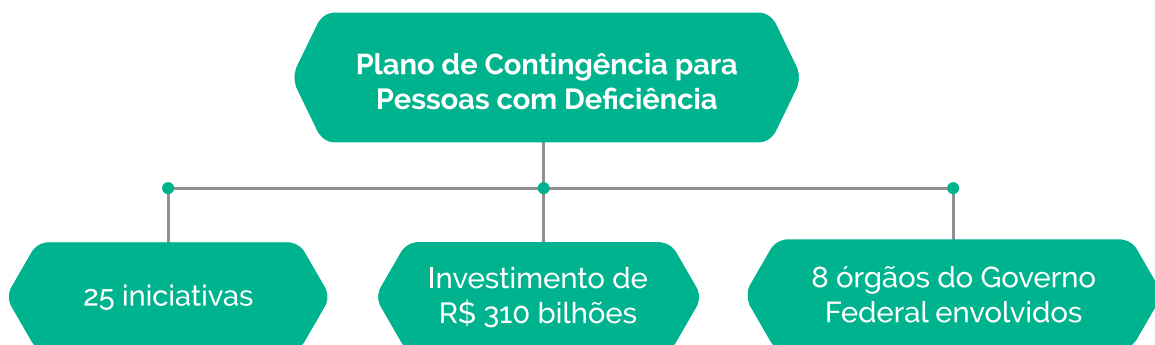 Plano de Contingência para
Pessoas com Deficiência
25 iniciativas
Investimento de
R$ 310 bilhões
8 órgãos do Governo
Federal envolvidos